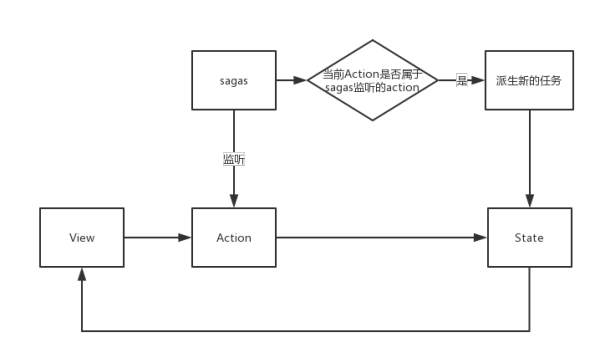 sagas
当前Action是否属于
sagas监听的action
是
派生新的任务
监听
View
Action
State